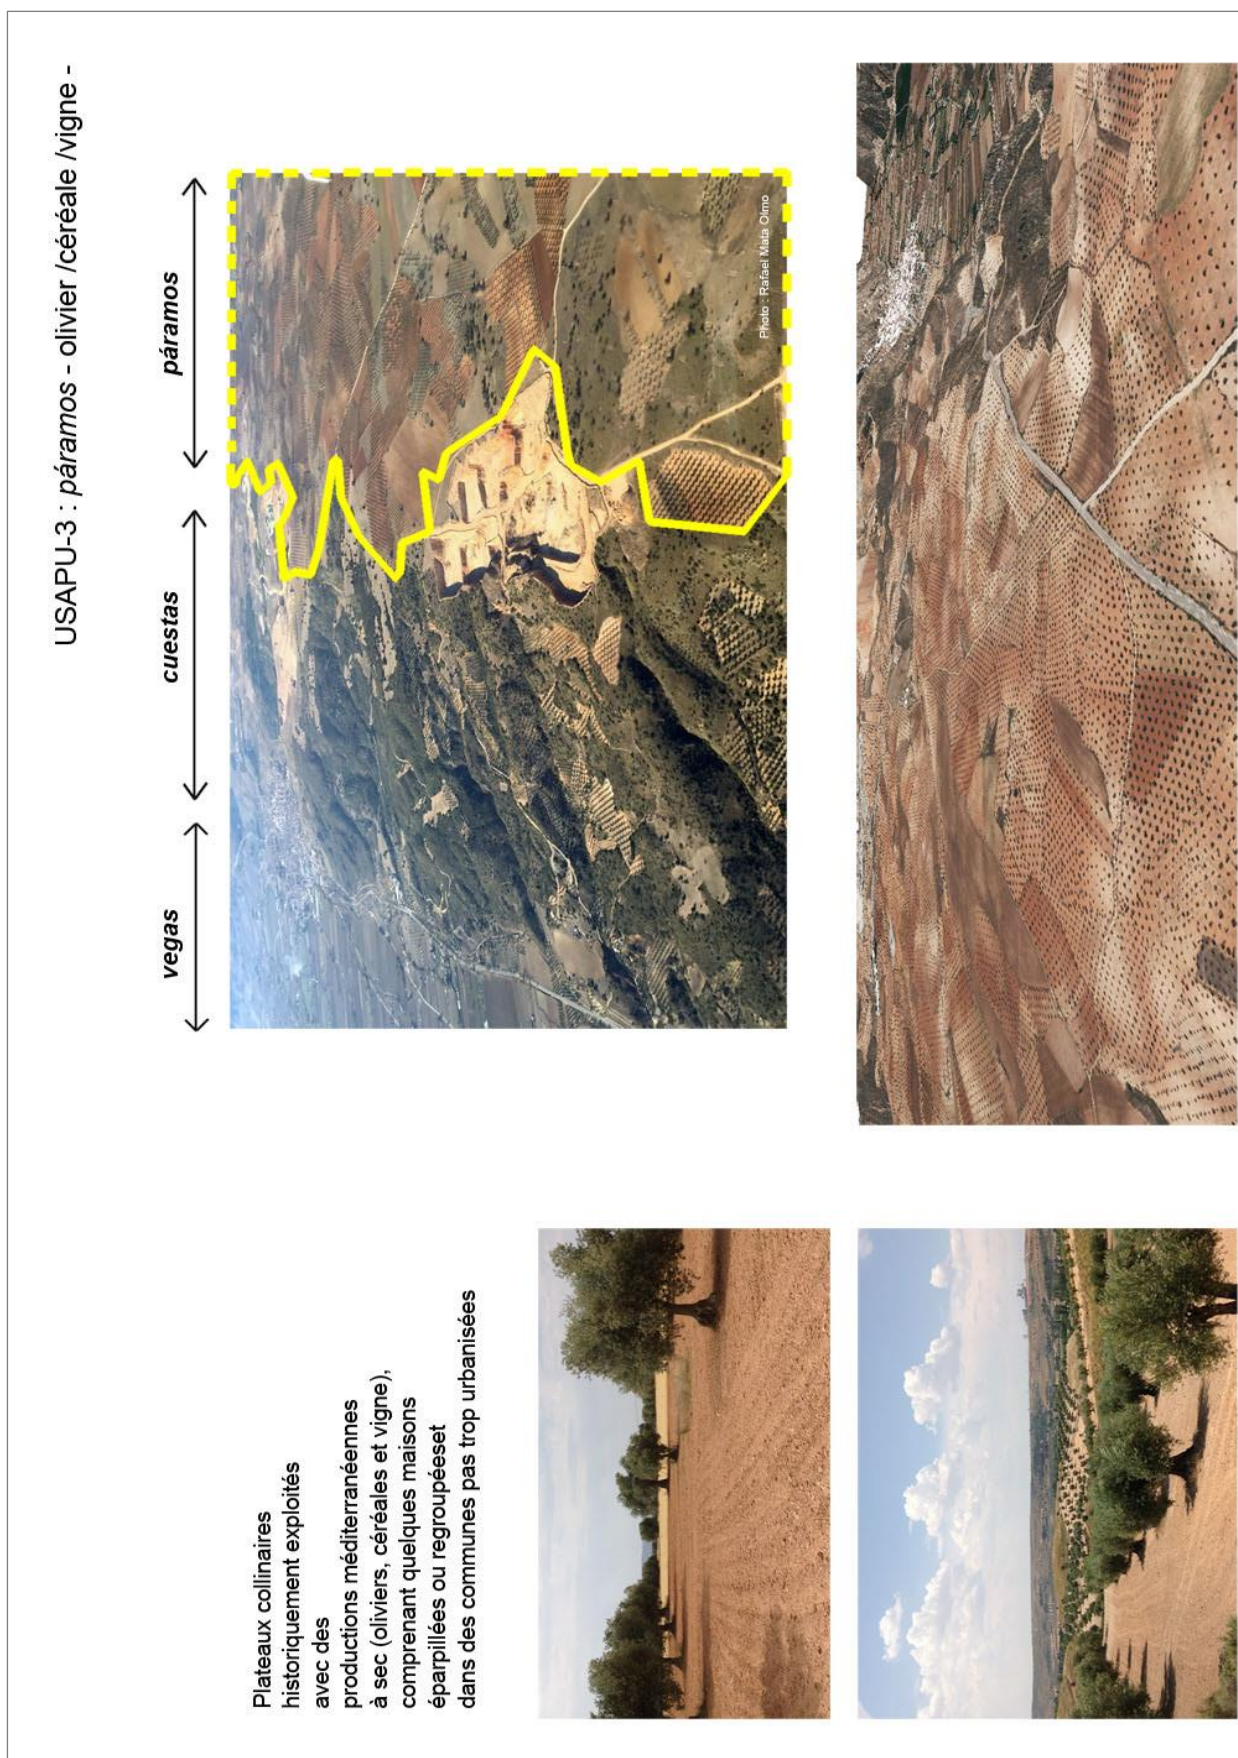 USAPU-3 : páramos - olivier /céréale /vigne -
vegas
cuestas
páramos
Photo : Rafael Mata Olmo
Plateaux collinaires
historiquement exploités
avec des
productions méditerranéennes
à sec (oliviers, céréales et vigne),
comprenant quelques maisons
éparpillées ou regroupéeset
dans des communes pas trop urbanisées